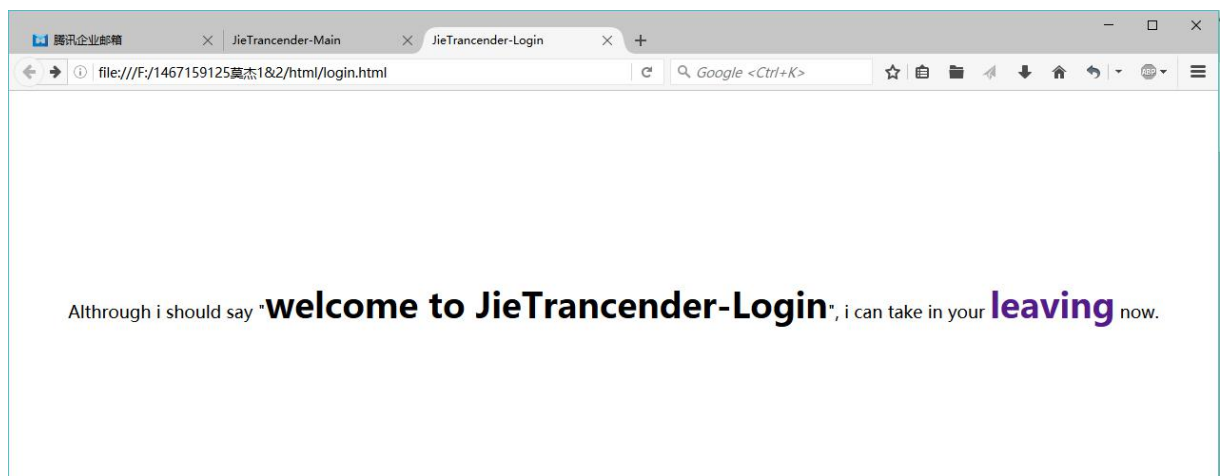 腾讯企业邮箱 JieTrancender-Main JieTrancender-Login
file:///F:/1467159125莫杰1&2/html/login.html Google <Ctrl+K> ABP
Althrough i should say "welcome to JieTrancender-Login", i can take in your leaving now.